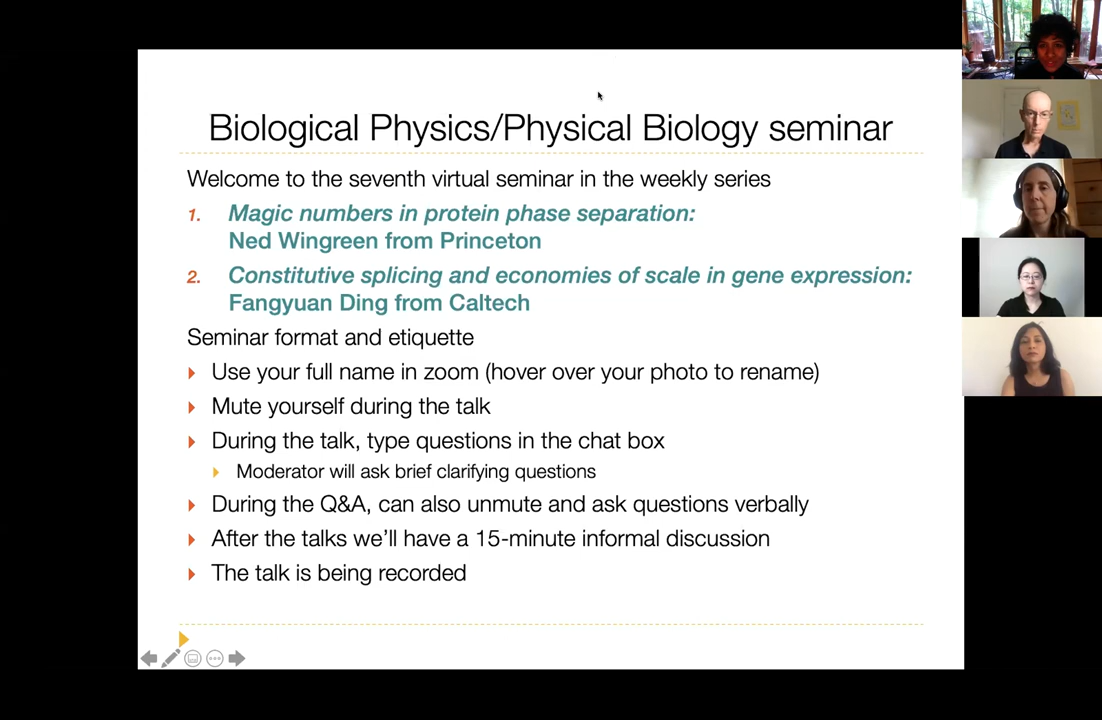 Biological Physics/Physical Biology seminar
Welcome to the seventh virtual seminar in the weekly series
1. Magic numbers in protein phase separation:
Ned Wingreen from Princeton
2. Constitutive splicing and economies of scale in gene expression:
Fangyuan Ding from Caltech
Seminar format and etiquette
Use your full name in zoom (hover over your photo to rename)
Mute yourself during the talk
During the talk, type questions in the chat box
Moderator will ask brief clarifying questions
During the Q&A, can also unmute and ask questions verbally
After the talks we’ll have a 15-minute informal discussion
The talk is being recorded